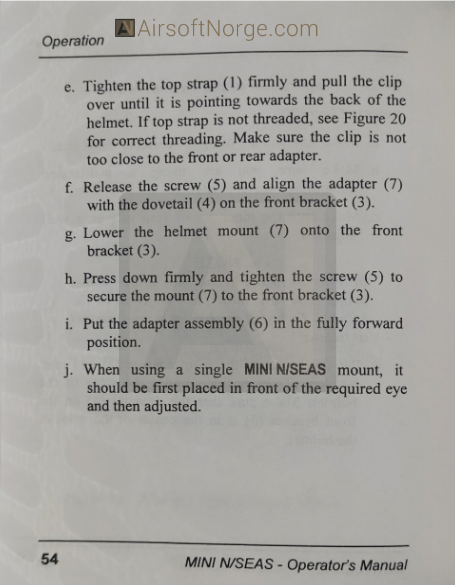 AirsoftNorge.com
Operation
e. Tighten the top strap (1) firmly and pull the clip
over until it is pointing towards the back of the
helmet. If top strap is not threaded, see Figure 20
for correct threading. Make sure the clip is not
too close to the front or rear adapter.
f. Release the screw (5) and align the adapter (7)
with the dovetail (4) on the front bracket (3).
g. Lower the helmet mount (7) onto the front
bracket (3).
h. Press down firmly and tighten the screw (5) to
secure the mount (7) to the front bracket (3).
i. Put the adapter assembly (6) in the fully forward
position.
j. When using a single MINI N/SEAS mount, it
should be first placed in front of the required eye
and then adjusted.
54
MINI N/SEAS - Operator's Manual